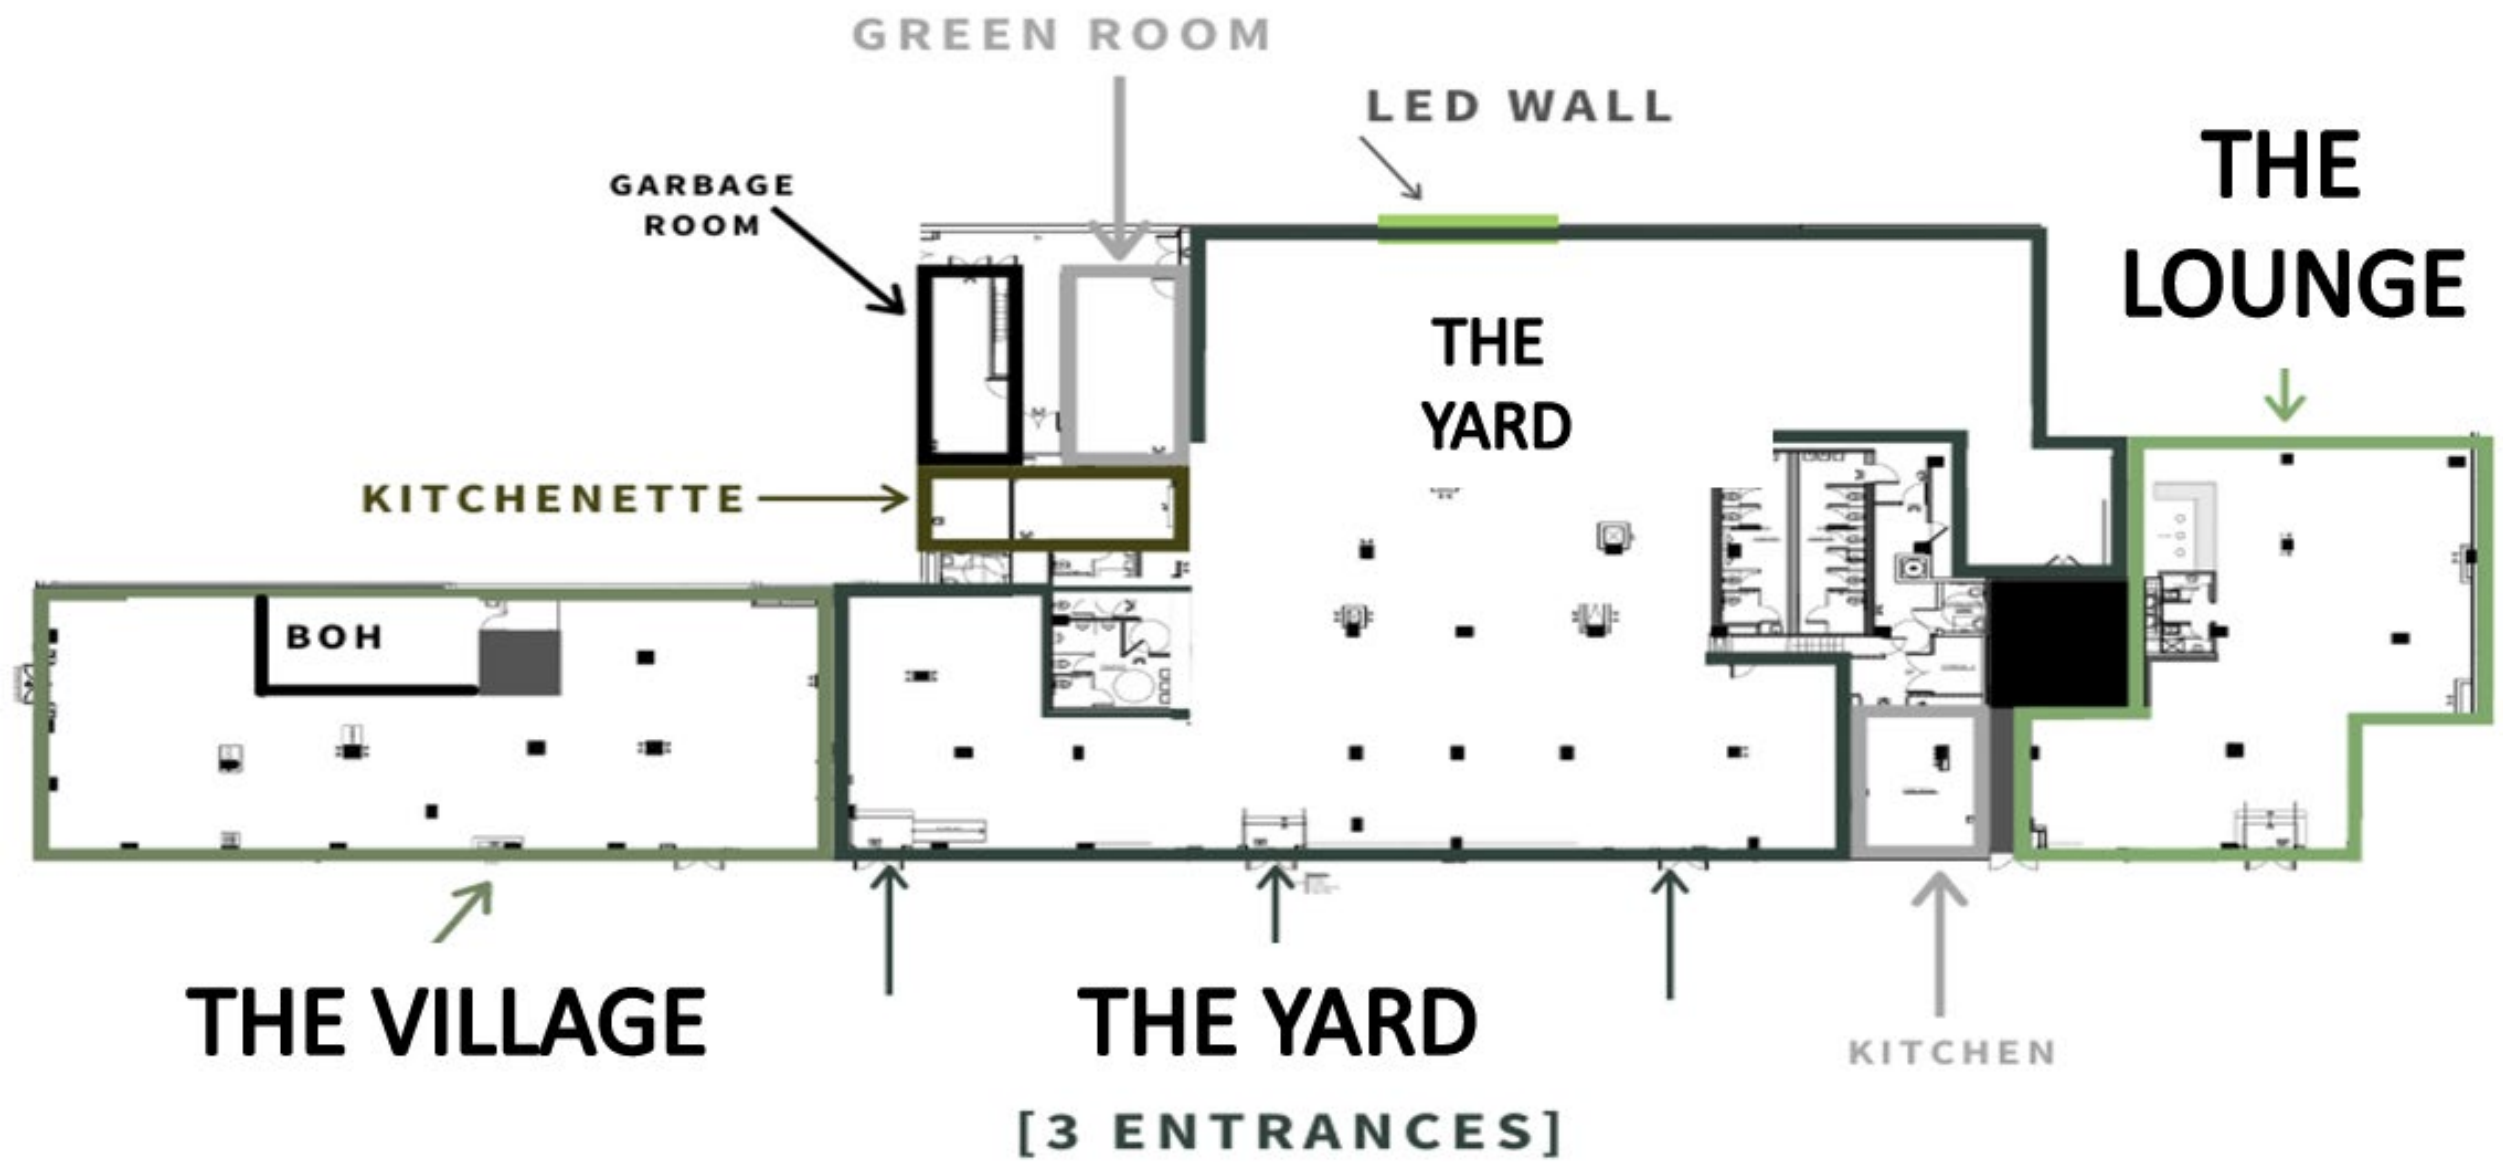 GREEN ROOM
LED WALL
THE
LOUNGE
GARBAGE
ROOM
THE
YARD
KITCHENETTE
BOH
THE VILLAGE
THE YARD
KITCHEN
[3 ENTRANCES]